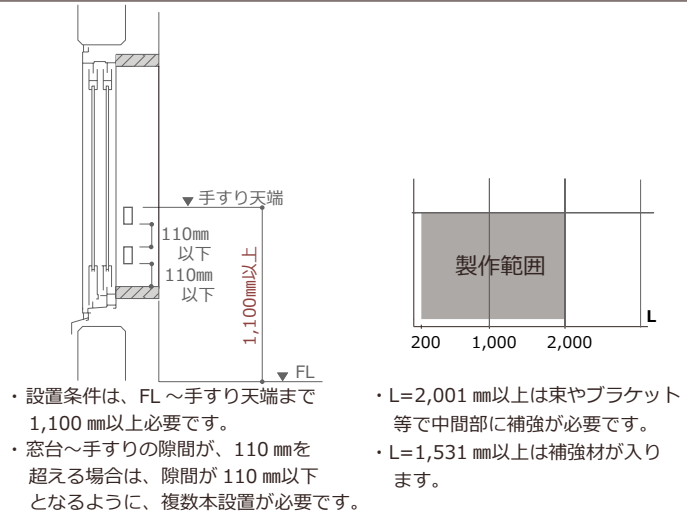 手すり天端
110㎜
以下
110㎜
以下
1,100㎜以上
FL
・設置条件は、FL ～手すり天端まで
1,100 ㎜以上必要です。
・窓台～手すりの隙間が、110 ㎜を
超える場合は、隙間が 110 ㎜以下
となるように、複数本設置が必要です。
製作範囲
L
200 1,000 2,000
・L=2,001 ㎜以上は束やブラケット
等で中間部に補強が必要です。
・L=1,531 ㎜以上は補強材が入り
ます。